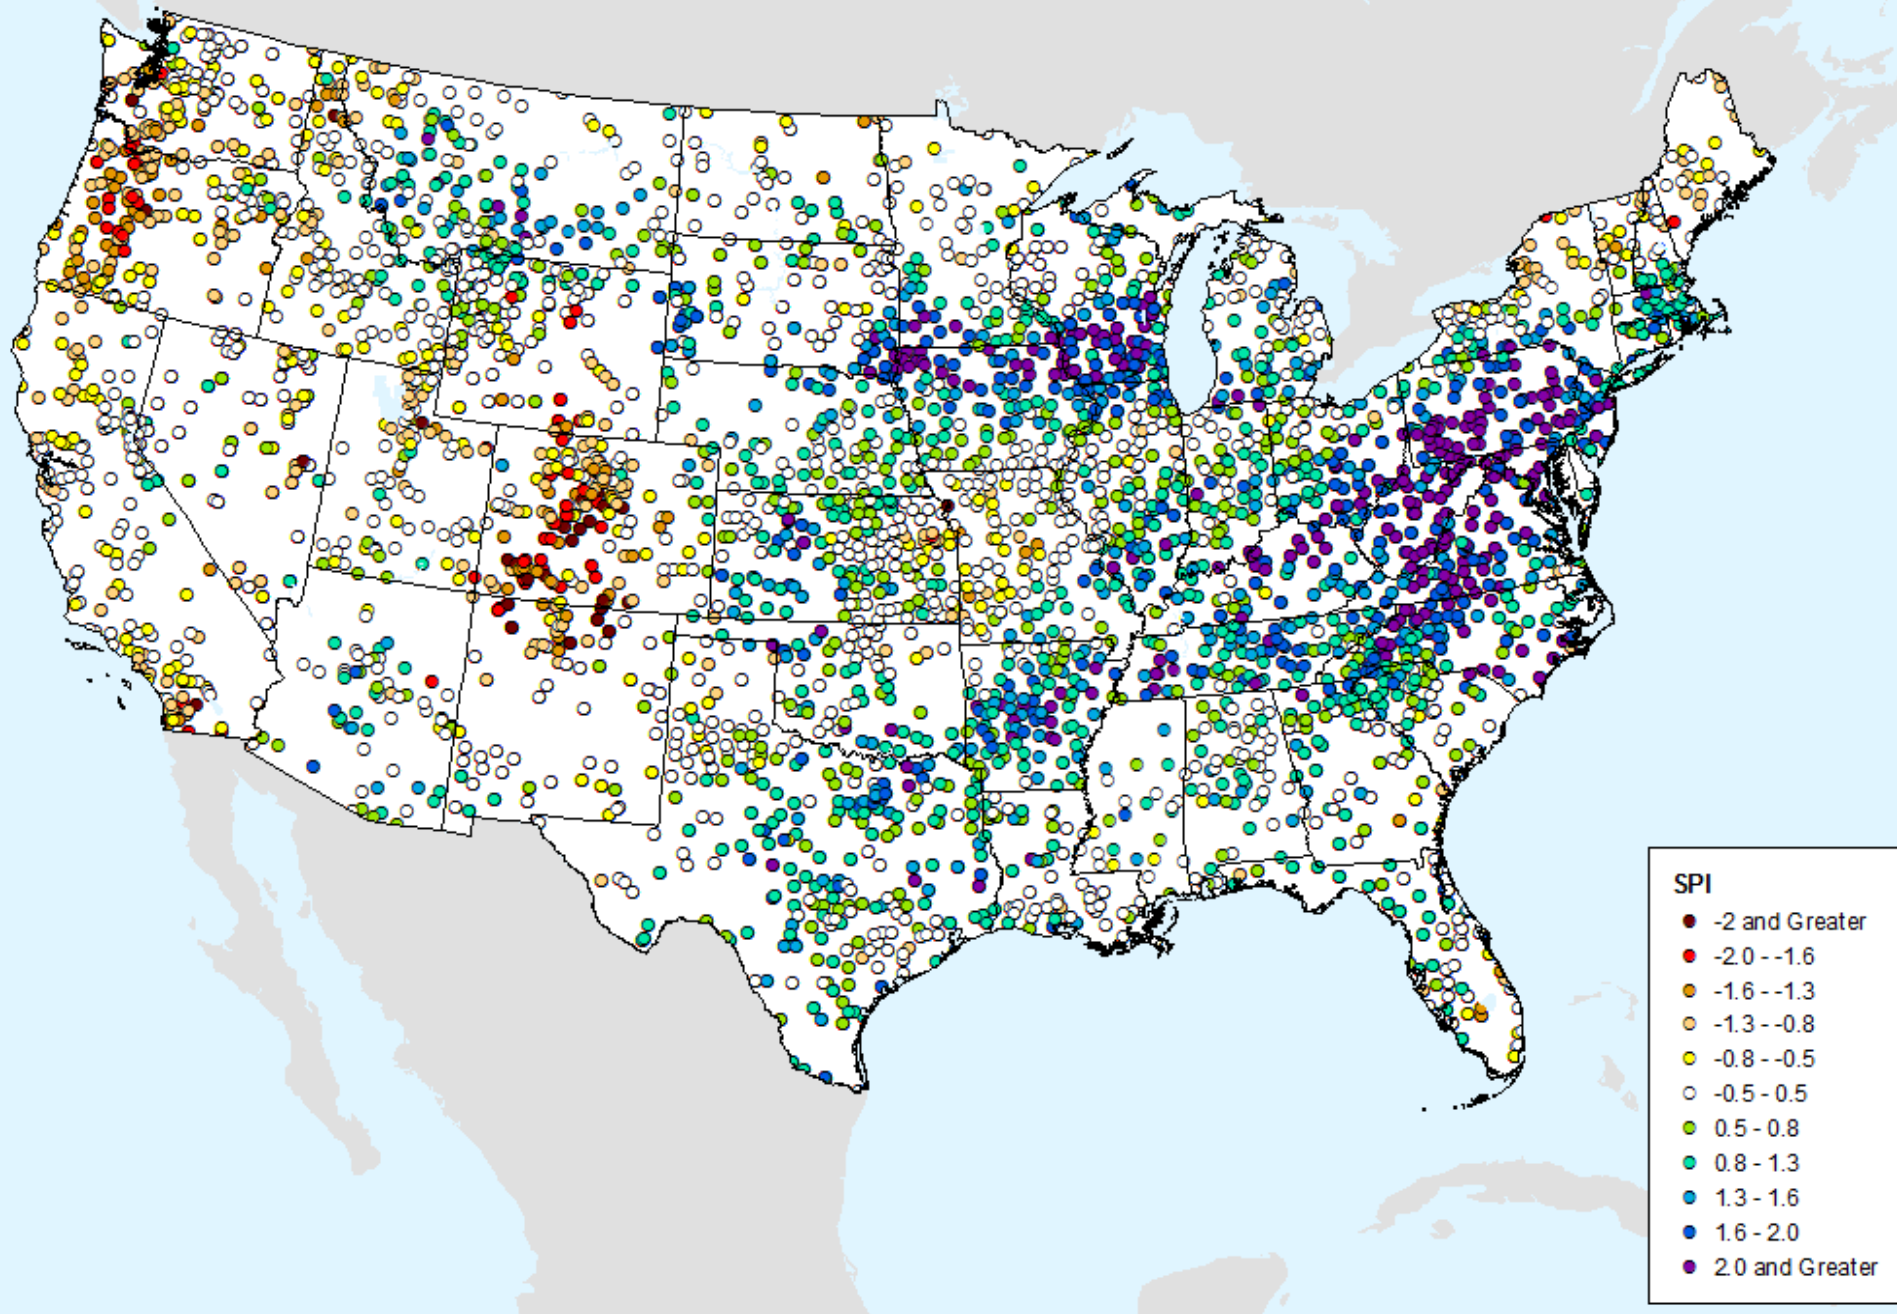 SPI
-2 and Greater
-2.0 - -1.6
-1.6 - -1.3
-1.3 - -0.8
-0.8 - -0.5
-0.5 - 0.5
0.5 - 0.8
0.8 - 1.3
1.3 - 1.6
1.6 - 2.0
2.0 and Greater